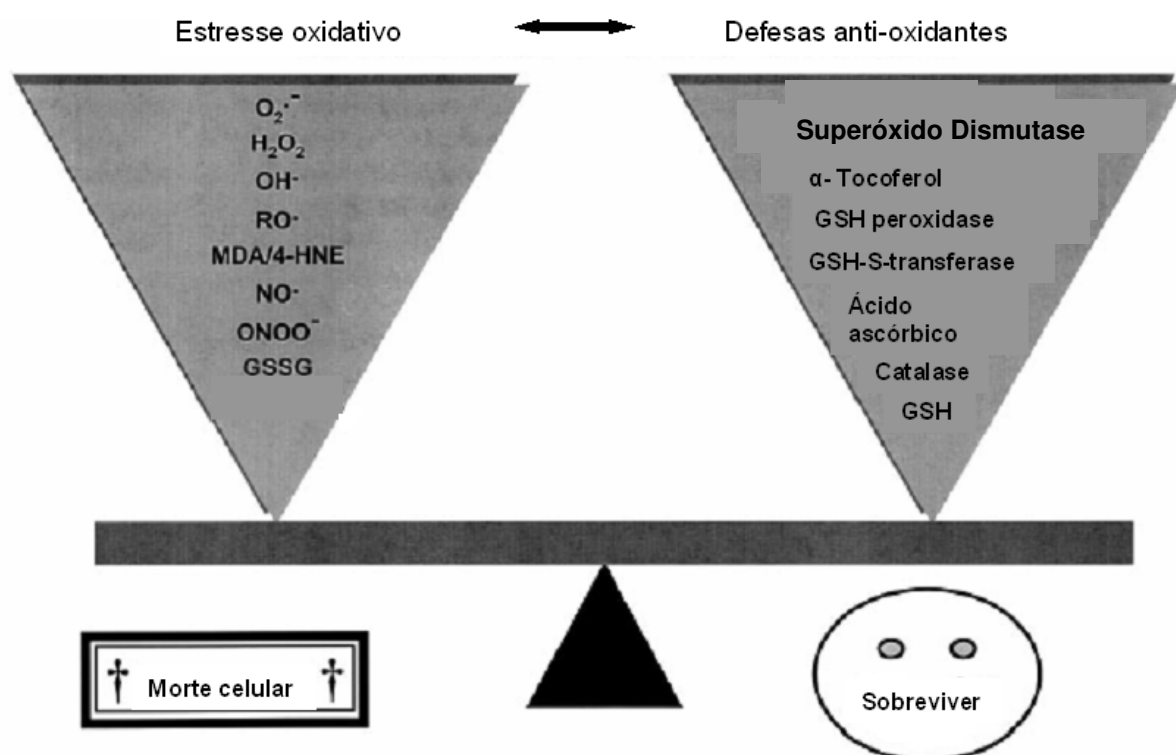 Estresse oxidativo
Defesas anti-oxidantes
O₂·⁻
H₂O₂
OH·
RO·
MDA/4-HNE
NO·
ONOO⁻
GSSG
Superóxido Dismutase
α- Tocoferol
GSH peroxidase
GSH-S-transferase
Ácido
ascórbico
Catalase
GSH
† Morte celular †
Sobreviver